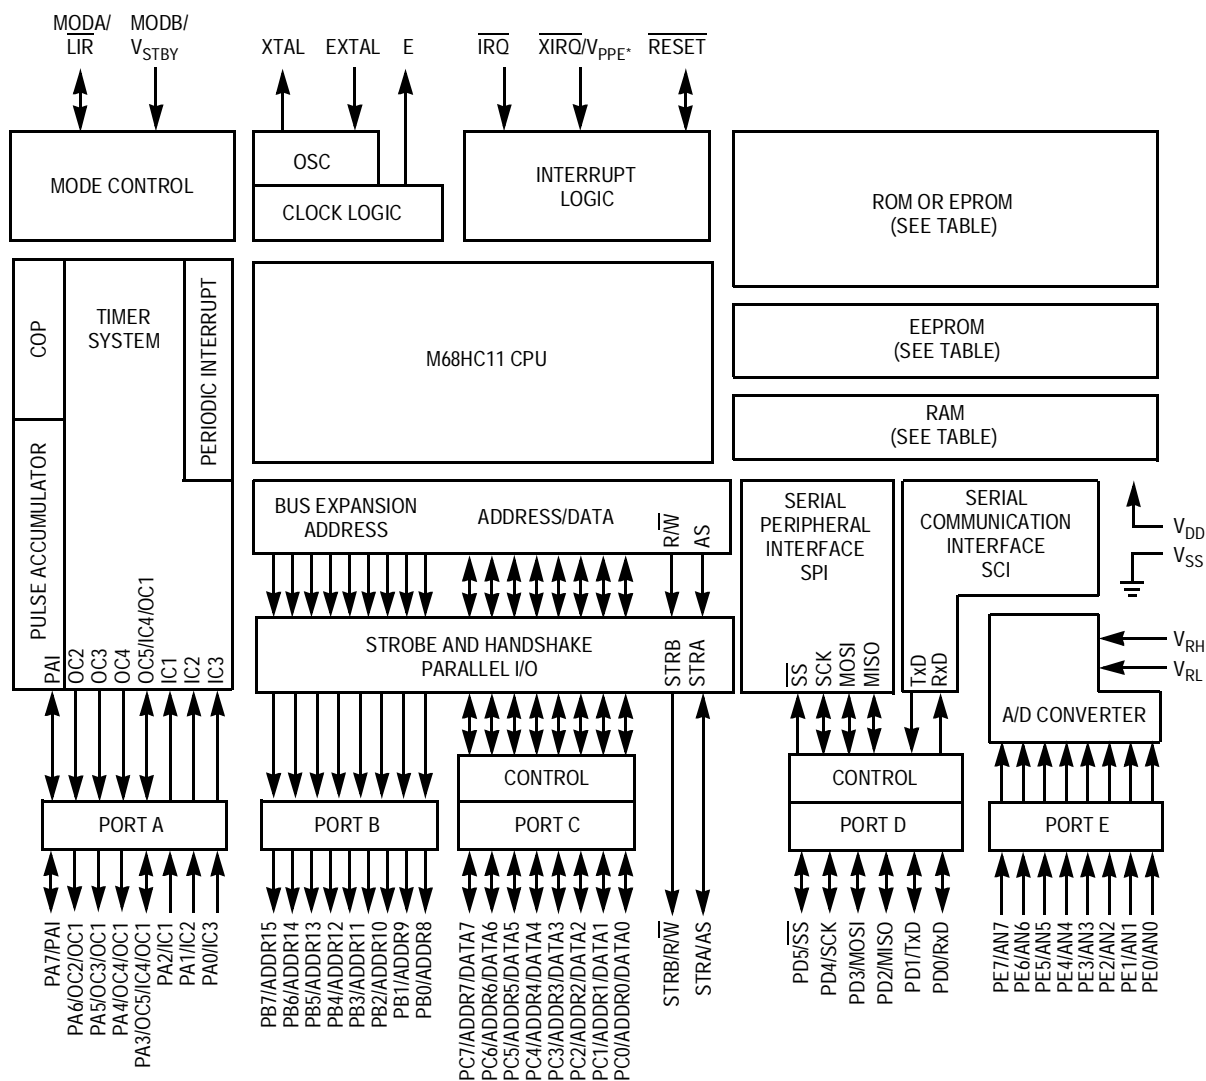 MODA/
LIR
MODB/
VSTBY
XTAL
EXTAL
E
IRQ
XIRQ/VPPE*
RESET
MODE CONTROL
OSC
CLOCK LOGIC
INTERRUPT
LOGIC
ROM OR EPROM
(SEE TABLE)
COP
TIMER
SYSTEM
PERIODIC INTERRUPT
M68HC11 CPU
EEPROM
(SEE TABLE)
RAM
(SEE TABLE)
PULSE ACCUMULATOR
BUS EXPANSION
ADDRESS
ADDRESS/DATA
R/W
AS
SERIAL
PERIPHERAL
INTERFACE
SPI
SERIAL
COMMUNICATION
INTERFACE
SCI
VDD
VSS
PAI
OC2
OC3
OC4
OC5/IC4/OC1
IC1
IC2
IC3
STROBE AND HANDSHAKE
PARALLEL I/O
STRB
STRA
SS
SCK
MOSI
MISO
TxD
RxD
VRH
VRL
A/D CONVERTER
CONTROL
CONTROL
PORT A
PORT B
PORT C
PORT D
PORT E
PA7/PAI
PA6/OC2/OC1
PA5/OC3/OC1
PA4/OC4/OC1
PA3/OC5/IC4/OC1
PA2/IC1
PA1/IC2
PA0/IC3
PB7/ADDR15
PB6/ADDR14
PB5/ADDR13
PB4/ADDR12
PB3/ADDR11
PB2/ADDR10
PB1/ADDR9
PB0/ADDR8
PC7/ADDR7/DATA7
PC6/ADDR6/DATA6
PC5/ADDR5/DATA5
PC4/ADDR4/DATA4
PC3/ADDR3/DATA3
PC2/ADDR2/DATA2
PC1/ADDR1/DATA1
PC0/ADDR0/DATA0
STRB/R/W
STRA/AS
PD5/SS
PD4/SCK
PD3/MOSI
PD2/MISO
PD1/TxD
PD0/RxD
PE7/AN7
PE6/AN6
PE5/AN5
PE4/AN4
PE3/AN3
PE2/AN2
PE1/AN1
PE0/AN0